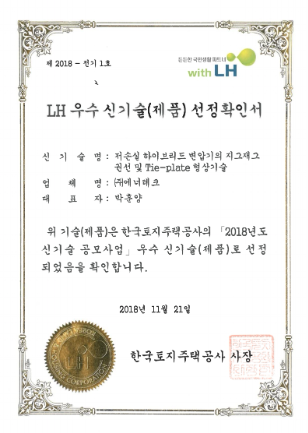 제 2018 - 전기 1호
든든한 국민생활 파트너
with LH
LH 우수 신기술(제품) 선정확인서
신 기 술 명 : 저손실 하이브리드 변압기의 지그재그
권선 및 Tie-plate 형상기술
업 체 명 : ㈜에너테크
대 표 자 : 박훈양
위 기술(제품)은 한국토지주택공사의 「2018년도
신기술 공모사업」 우수 신기술(제품)로 선정
되었음을 확인합니다.
2018년 11월 21일
한국토지주택공사 사장